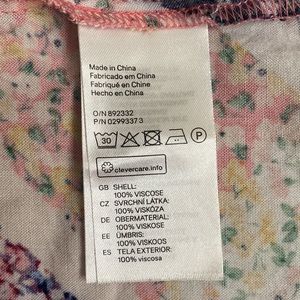 Made in China
Fabricado em China
Fabriqué en Chine
Hecho en China
O/N 892332
P/N 02993373
30
P
clevercare.info
GB SHELL:
100% VISCOSE
CZ SVRCHNÍ LÁTKA:
100% VISKÓZA
DE OBERMATERIAL:
100% VISKOSE
EE ÜMBRIS:
100% VISKOOS
ES TELA EXTERIOR:
100% viscosa